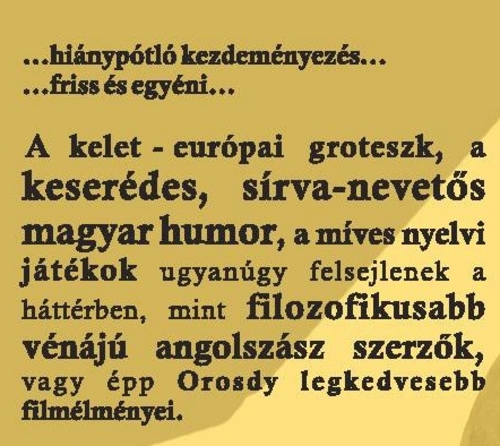 ...hiánypótló kezdeményezés...
...friss és egyéni...
A kelet - európai groteszk, a
keserédes, sírva-nevetős
magyar humor, a míves nyelvi
játékok ugyanúgy felsejlenek a
háttérben, mint filozofikusabb
vénájú angolszász szerzők,
vagy épp Orosdy legkedvesebb
filmélményei.